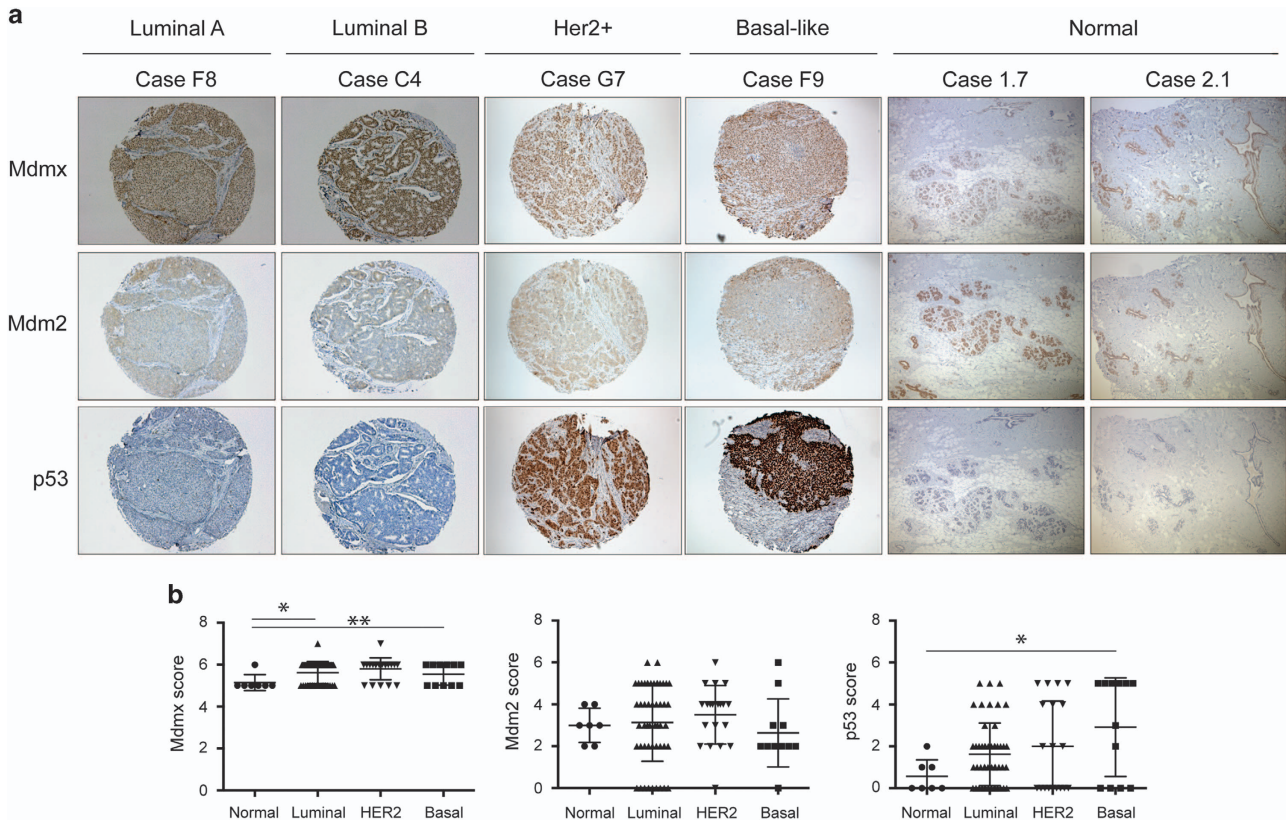 a
Luminal A Luminal B Her2+ Basal-like Normal
Case F8 Case C4 Case G7 Case F9 Case 1.7 Case 2.1
Mdmx
Mdm2
p53
b
Mdmx score
8
6
4
2
0
*
**
Normal Luminal HER2 Basal
Mdm2 score
8
6
4
2
0
Normal Luminal HER2 Basal
p53 score
8
6
4
2
0
*
Normal Luminal HER2 Basal